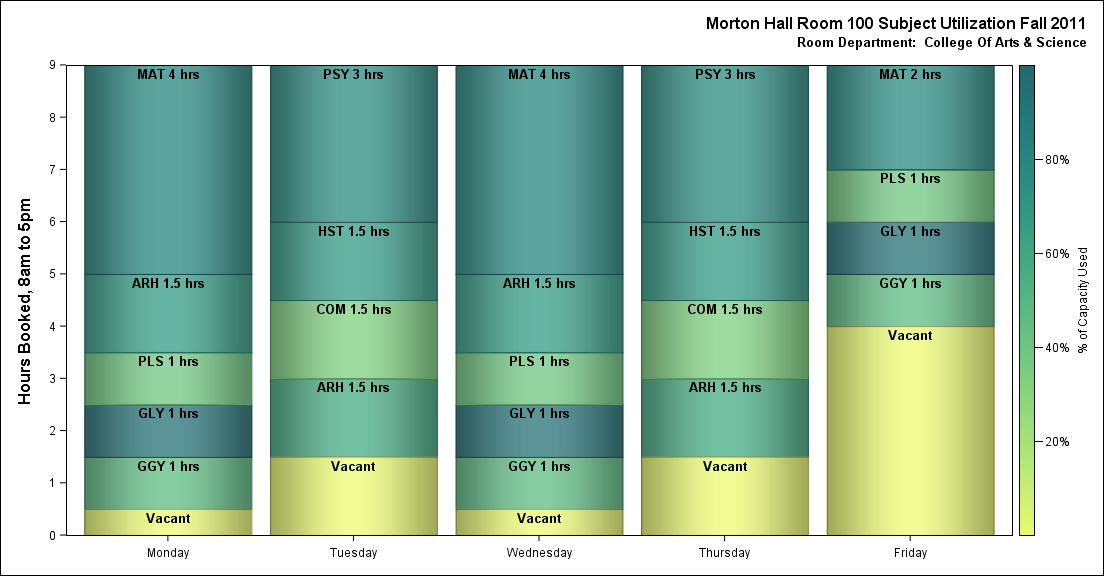 Morton Hall Room 100 Subject Utilization Fall 2011
Room Department:  College Of Arts & Science
Hours Booked, 8am to 5pm
9
8
7
6
5
4
3
2
1
0
MAT 4 hrs
ARH 1.5 hrs
PLS 1 hrs
GLY 1 hrs
GGY 1 hrs
Vacant
Monday
PSY 3 hrs
HST 1.5 hrs
COM 1.5 hrs
ARH 1.5 hrs
Vacant
Tuesday
MAT 4 hrs
ARH 1.5 hrs
PLS 1 hrs
GLY 1 hrs
GGY 1 hrs
Vacant
Wednesday
PSY 3 hrs
HST 1.5 hrs
COM 1.5 hrs
ARH 1.5 hrs
Vacant
Thursday
MAT 2 hrs
PLS 1 hrs
GLY 1 hrs
GGY 1 hrs
Vacant
Friday
80%
60%
40%
20%
% of Capacity Used